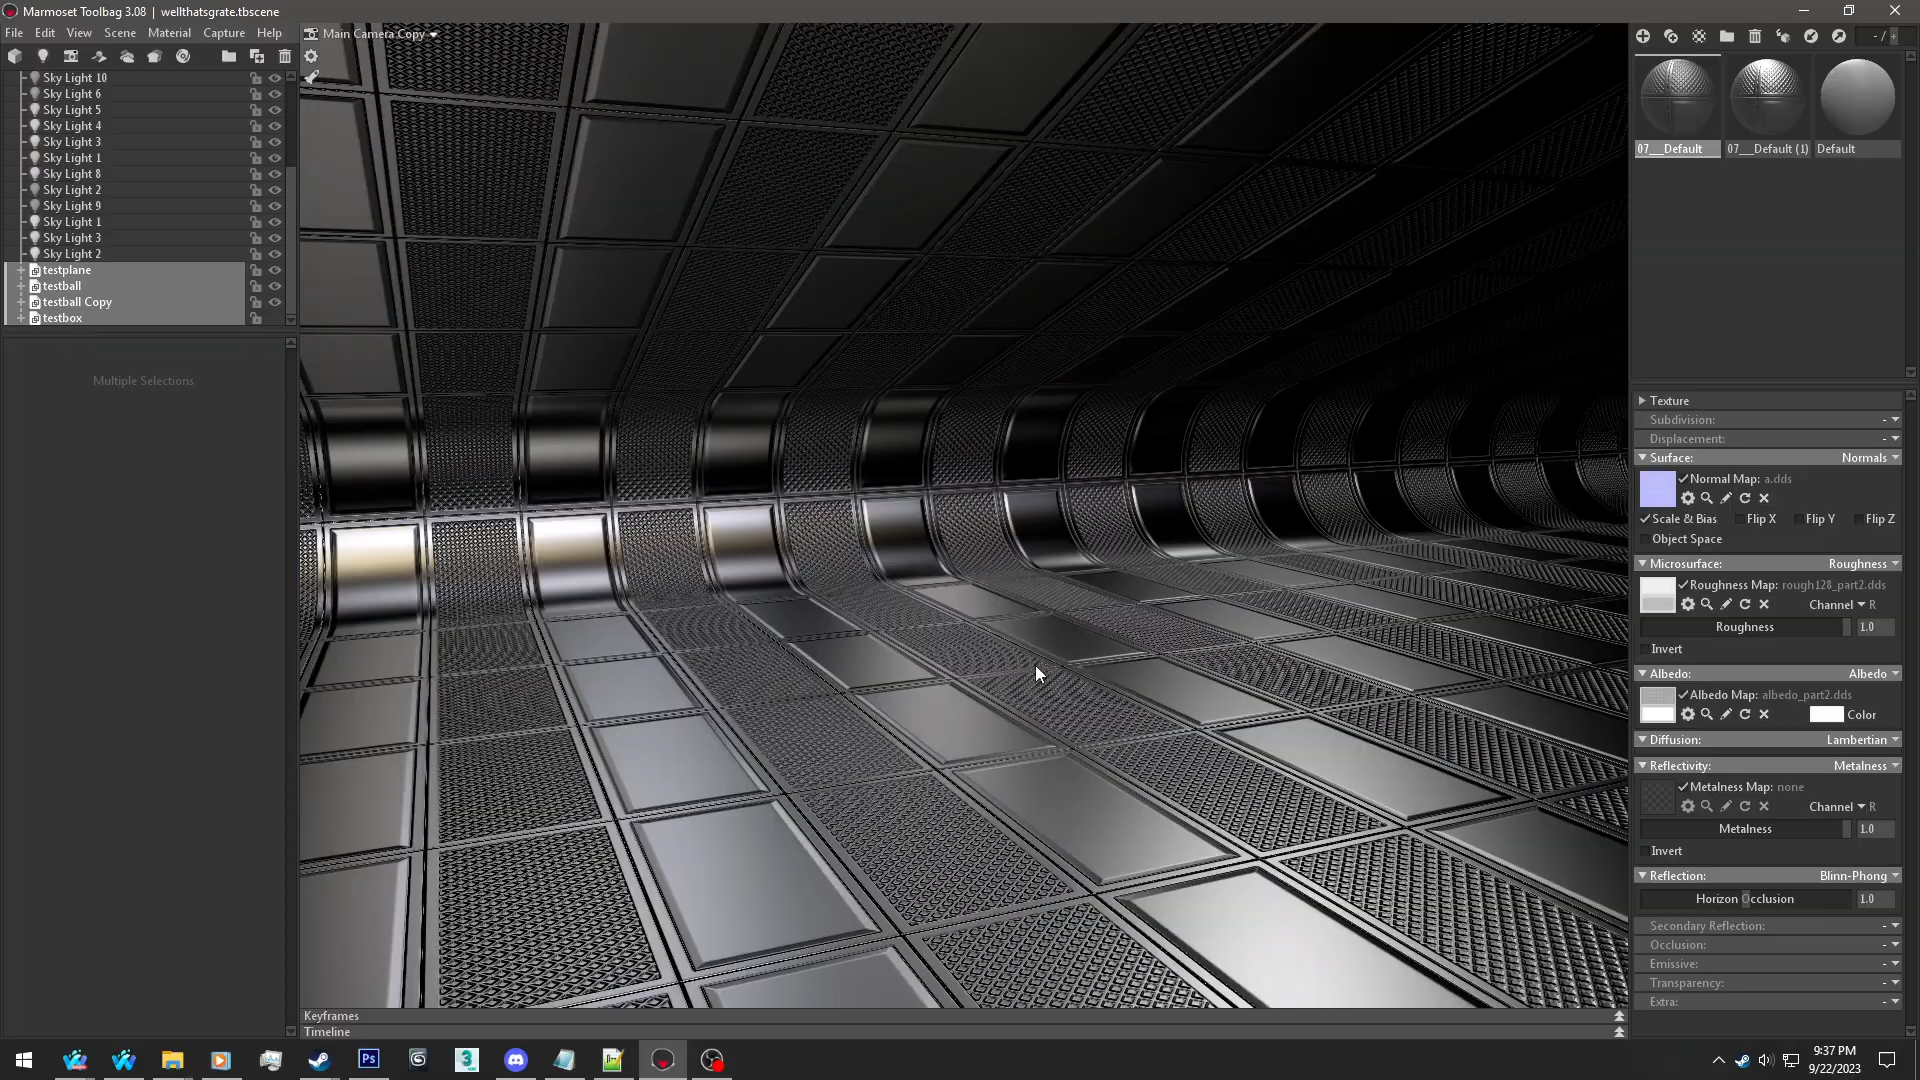 Marmoset Toolbag 3.08 | wellthatsgrate.tbscene
File Edit View Scene Material Capture Help
Main Camera Copy
Sky Light 10
Sky Light 6
Sky Light 5
Sky Light 4
Sky Light 3
Sky Light 1
Sky Light 8
Sky Light 2
Sky Light 9
Sky Light 1
Sky Light 3
Sky Light 2
testplane
testball
testball Copy
testbox
Multiple Selections
Keyframes
Timeline
- / +
07__Default 07__Default (1) Default
Texture
Subdivision: -
Displacement: -
Surface: Normals
Normal Map: a.dds
Scale & Bias Flip X Flip Y Flip Z
Object Space
Microsurface: Roughness
Roughness Map: rough128_part2.dds
Channel R
Roughness 1.0
Invert
Albedo: Albedo
Albedo Map: albedo_part2.dds
Color
Diffusion: Lambertian
Reflectivity: Metalness
Metalness Map: none
Channel R
Metalness 1.0
Invert
Reflection: Blinn-Phong
Horizon Occlusion 1.0
Secondary Reflection: -
Occlusion: -
Emissive: -
Transparency: -
Extra: -
Ps
3
9:37 PM
9/22/2023